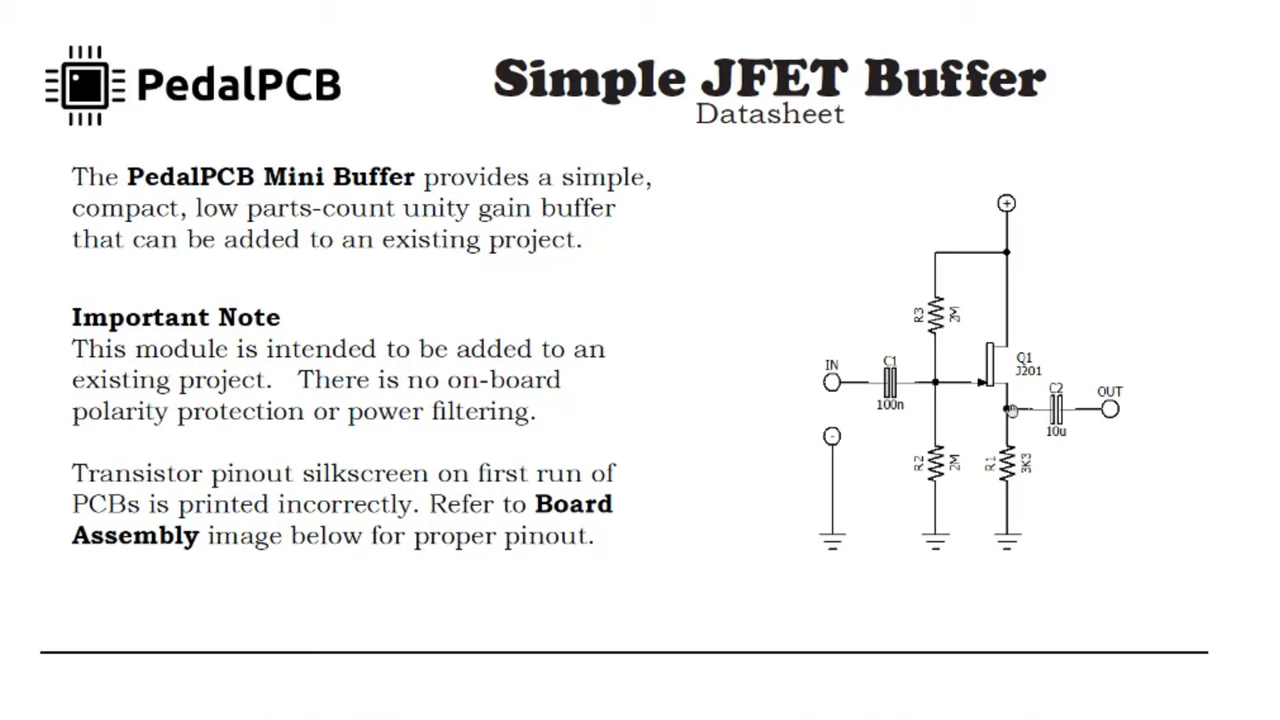 PedalPCB
Simple JFET Buffer
Datasheet
The PedalPCB Mini Buffer provides a simple,
compact, low parts-count unity gain buffer
that can be added to an existing project.
Important Note
This module is intended to be added to an
existing project. There is no on-board
polarity protection or power filtering.
Transistor pinout silkscreen on first run of
PCBs is printed incorrectly. Refer to Board
Assembly image below for proper pinout.
+
R3
2M
IN
C1
100n
Q1
J201
C2
10u
OUT
-
R2
2M
R1
3K3